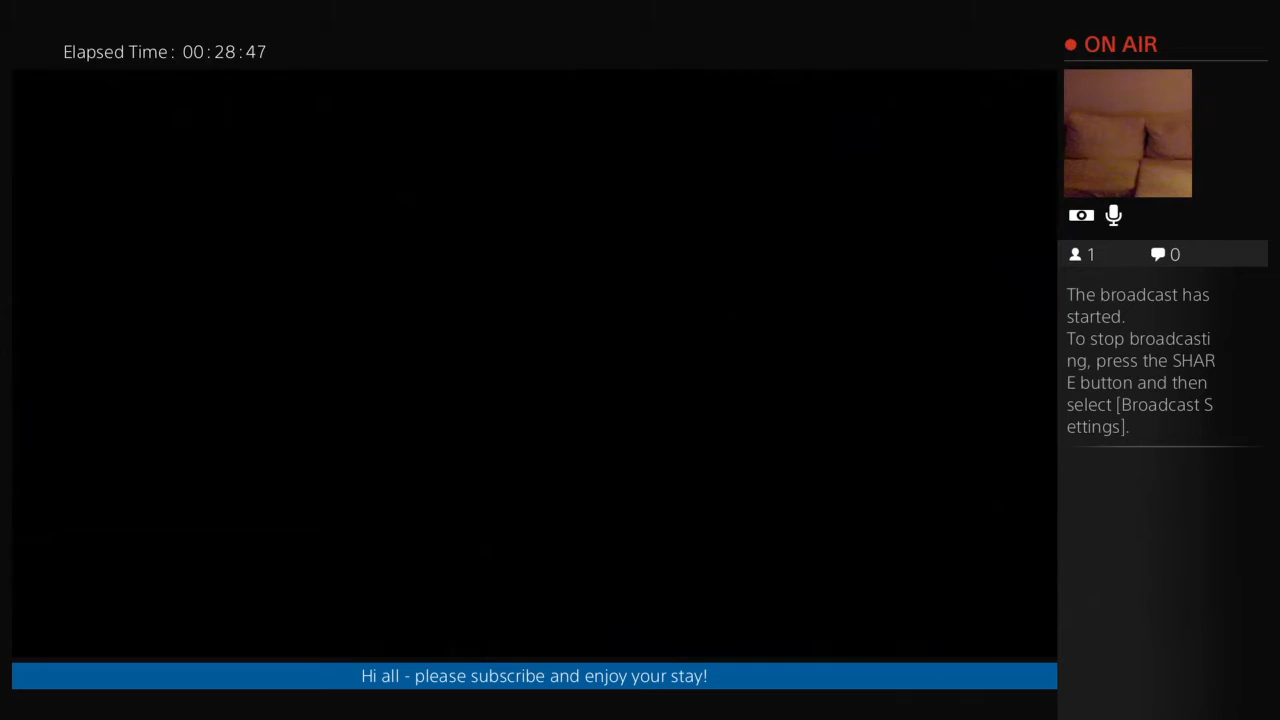 Elapsed Time: 00:28:47
ON AIR
1 0
The broadcast has
started.
To stop broadcasti
ng, press the SHAR
E button and then
select [Broadcast S
ettings].
Hi all - please subscribe and enjoy your stay!